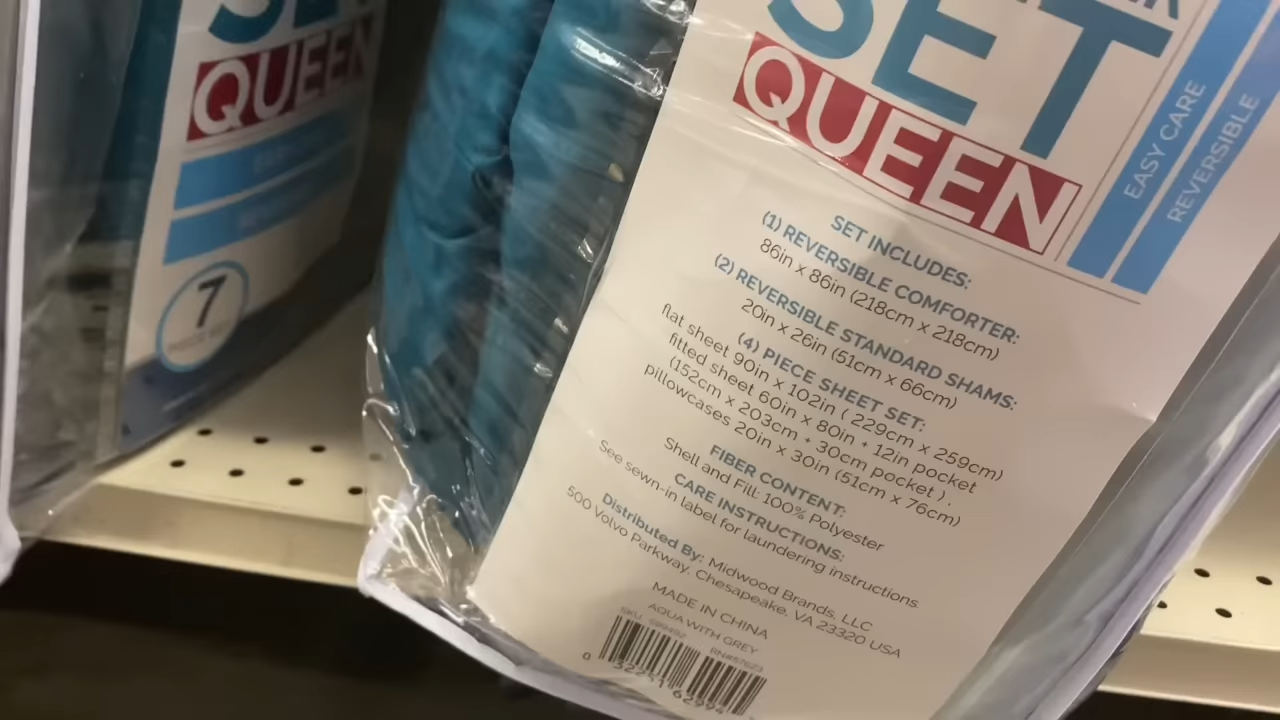 SET
QUEEN
EASY CARE
REVERSIBLE
SET INCLUDES:
(1) REVERSIBLE COMFORTER:
86in x 86in (218cm x 218cm)
(2) REVERSIBLE STANDARD SHAMS:
20in x 26in (51cm x 66cm)
(4) PIECE SHEET SET:
flat sheet 90in x 102in ( 229cm x 259cm)
fitted sheet 60in x 80in + 12in pocket
(152cm x 203cm + 30cm pocket ) .
pillowcases 20in x 30in (51cm x 76cm)
FIBER CONTENT:
Shell and Fill: 100% Polyester
CARE INSTRUCTIONS:
See sewn-in label for laundering instructions.
Distributed By: Midwood Brands, LLC
500 Volvo Parkway, Chesapeake, VA 23320 USA
MADE IN CHINA
AQUA WITH GREY
SKU
QUEEN
7